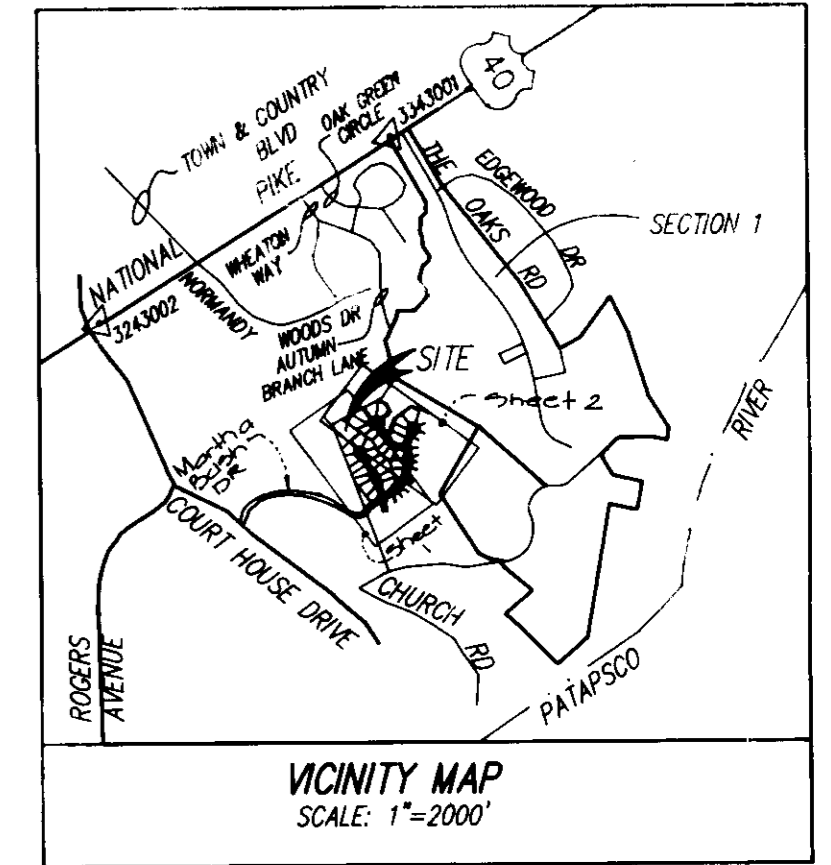 40
TOWN & COUNTRY
BLVD
OAK GREEN
CIRCLE
3343001
PIKE
NATIONAL
3243002
WHEATON
WAY
NORMANDY
WOODS DR
AUTUMN
BRANCH LANE
THE
OAKS
RD
EDGEWOOD
DR
SECTION 1
SITE
Sheet 2
RIVER
Martha
DR
Sheet
1
COURT HOUSE DRIVE
CHURCH
RD
ROGERS
AVENUE
PATAPSCO
VICINITY MAP
SCALE: 1"=2000'